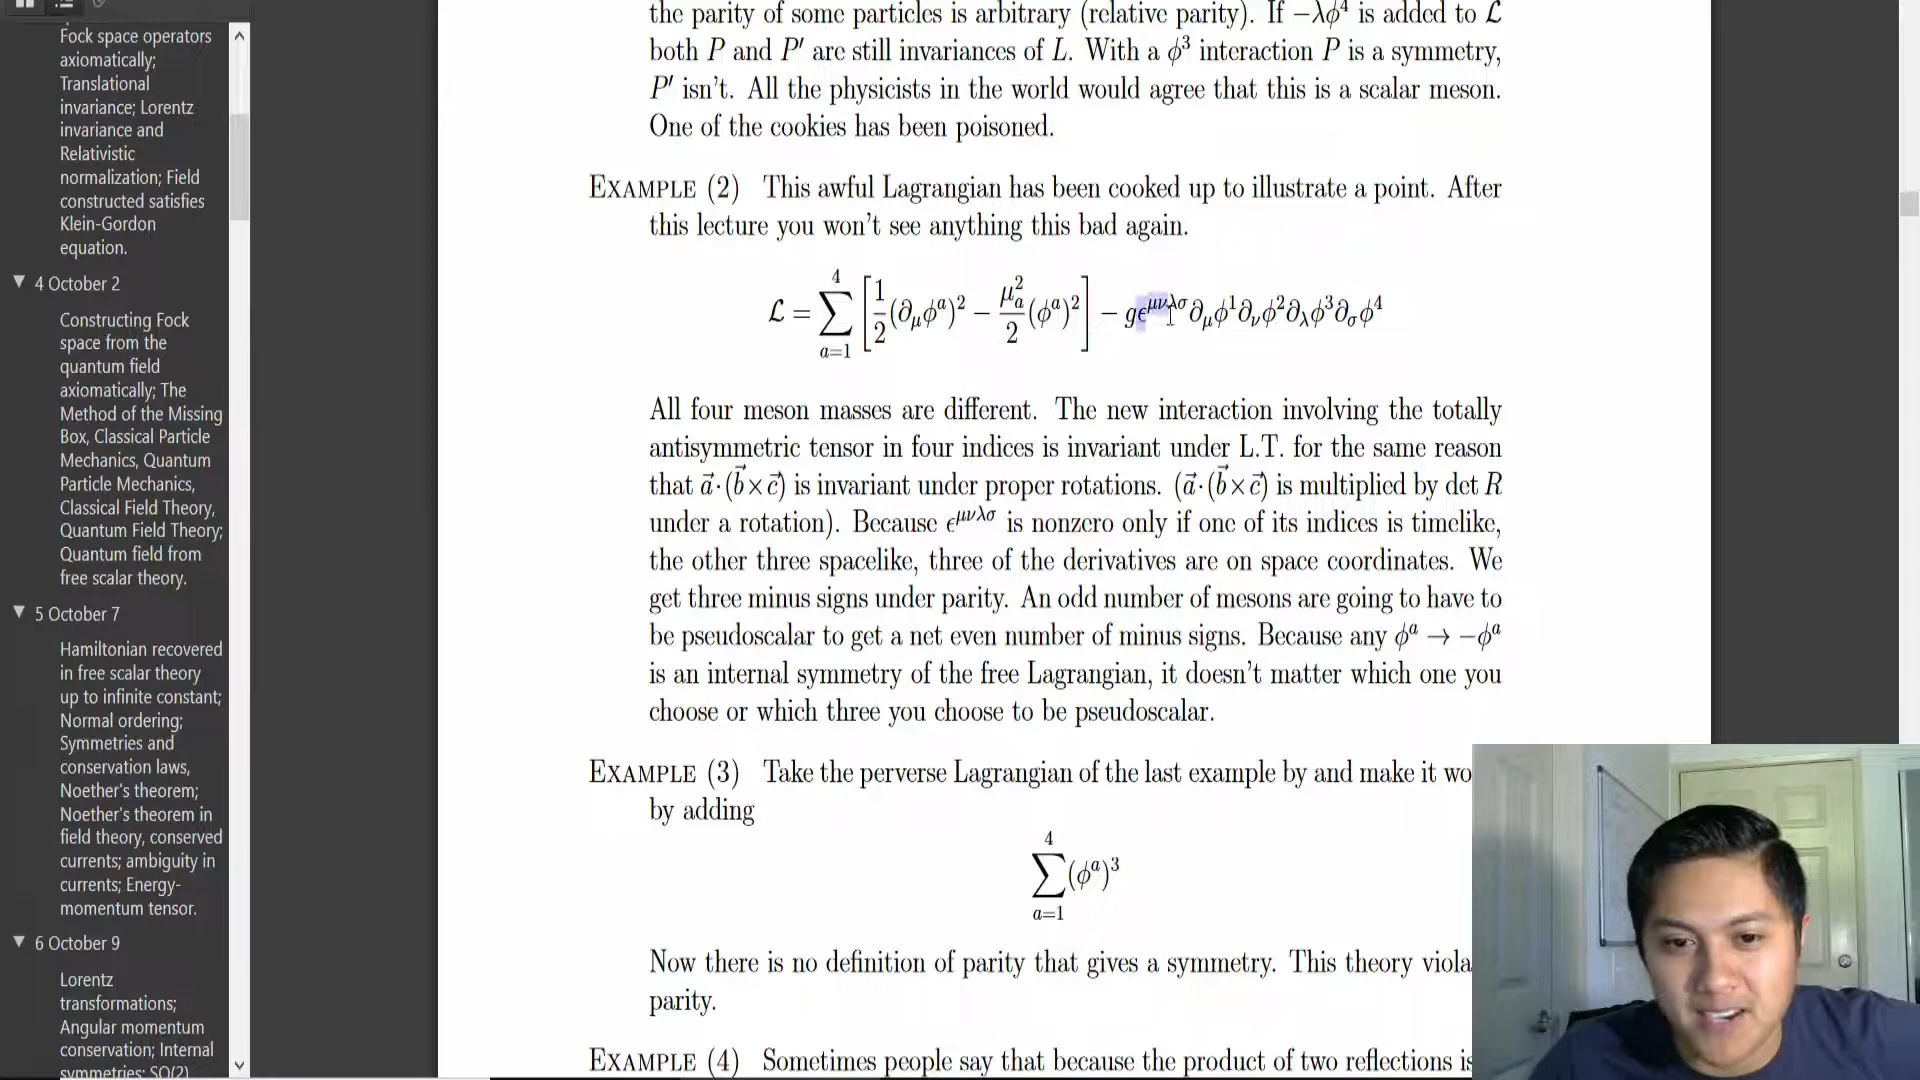 Fock space operators
axiomatically;
Translational
invariance; Lorentz
invariance and
Relativistic
normalization; Field
constructed satisfies
Klein-Gordon
equation.
4 October 2
Constructing Fock
space from the
quantum field
axiomatically; The
Method of the Missing
Box, Classical Particle
Mechanics, Quantum
Particle Mechanics,
Classical Field Theory,
Quantum Field Theory;
Quantum field from
free scalar theory.
5 October 7
Hamiltonian recovered
in free scalar theory
up to infinite constant;
Normal ordering;
Symmetries and
conservation laws,
Noether's theorem;
Noether's theorem in
field theory, conserved
currents; ambiguity in
currents; Energy-
momentum tensor.
6 October 9
Lorentz
transformations;
Angular momentum
conservation; Internal
symmetries; SO(2)
the parity of some particles is arbitrary (relative parity). If −λϕ⁴ is added to ℒ
both P and P′ are still invariances of L. With a ϕ³ interaction P is a symmetry,
P′ isn't. All the physicists in the world would agree that this is a scalar meson.
One of the cookies has been poisoned.
EXAMPLE (2) This awful Lagrangian has been cooked up to illustrate a point. After
this lecture you won't see anything this bad again.
ℒ = ∑_{a=1}^{4} [ 1/2 (∂_μ ϕ^a)² − μ_a²/2 (ϕ^a)² ] − gϵ^{μνλσ} ∂_μ ϕ¹ ∂_ν ϕ² ∂_λ ϕ³ ∂_σ ϕ⁴
All four meson masses are different. The new interaction involving the totally
antisymmetric tensor in four indices is invariant under L.T. for the same reason
that a⃗·(b⃗×c⃗) is invariant under proper rotations. (a⃗·(b⃗×c⃗) is multiplied by det R
under a rotation). Because ϵ^{μνλσ} is nonzero only if one of its indices is timelike,
the other three spacelike, three of the derivatives are on space coordinates. We
get three minus signs under parity. An odd number of mesons are going to have to
be pseudoscalar to get a net even number of minus signs. Because any ϕ^a → −ϕ^a
is an internal symmetry of the free Lagrangian, it doesn't matter which one you
choose or which three you choose to be pseudoscalar.
EXAMPLE (3) Take the perverse Lagrangian of the last example by and make it wo
by adding
∑_{a=1}^{4} (ϕ^a)³
Now there is no definition of parity that gives a symmetry. This theory viola
parity.
EXAMPLE (4) Sometimes people say that because the product of two reflections is